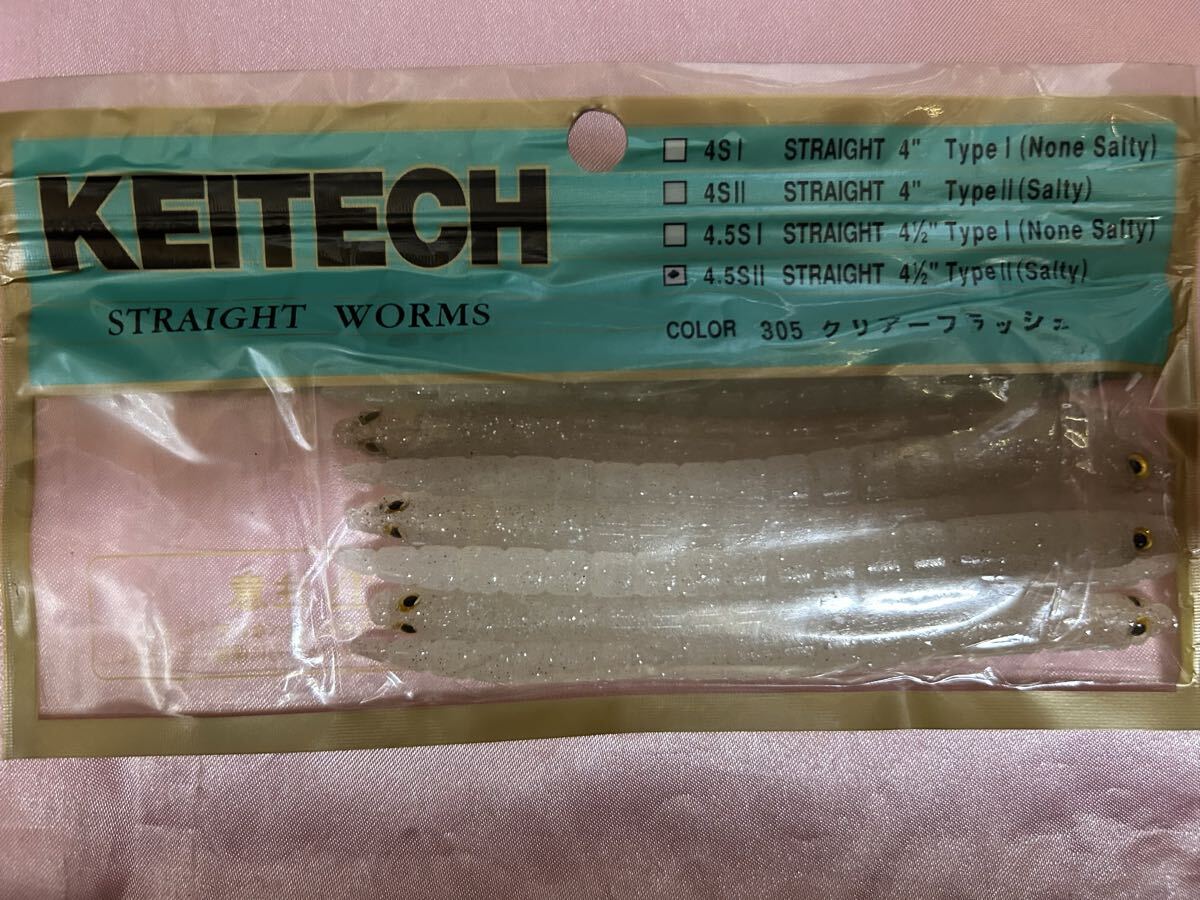 KEITECH
STRAIGHT WORMS
4S I STRAIGHT 4" Type I (None Salty)
4S II STRAIGHT 4" Type II (Salty)
4.5S I STRAIGHT 4½" Type I (None Salty)
4.5S II STRAIGHT 4½" Type II (Salty)
COLOR 305 クリアーフラッシュ